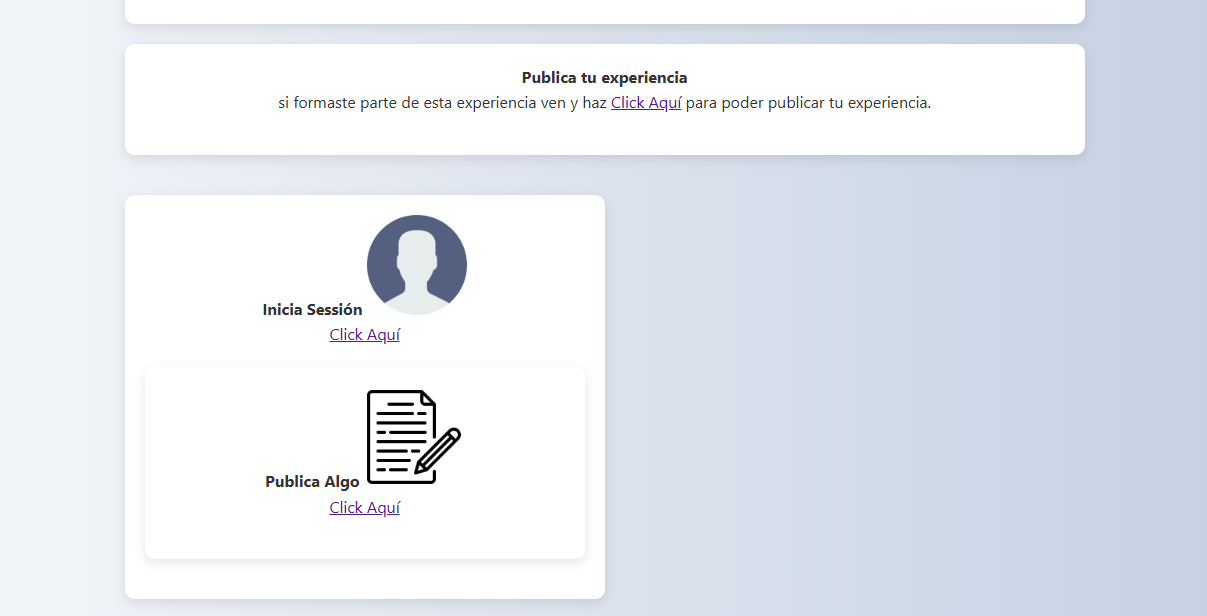 Publica tu experiencia
si formaste parte de esta experiencia ven y haz Click Aquí para poder publicar tu experiencia.
Inicia Sessión
Click Aquí
Publica Algo
Click Aquí